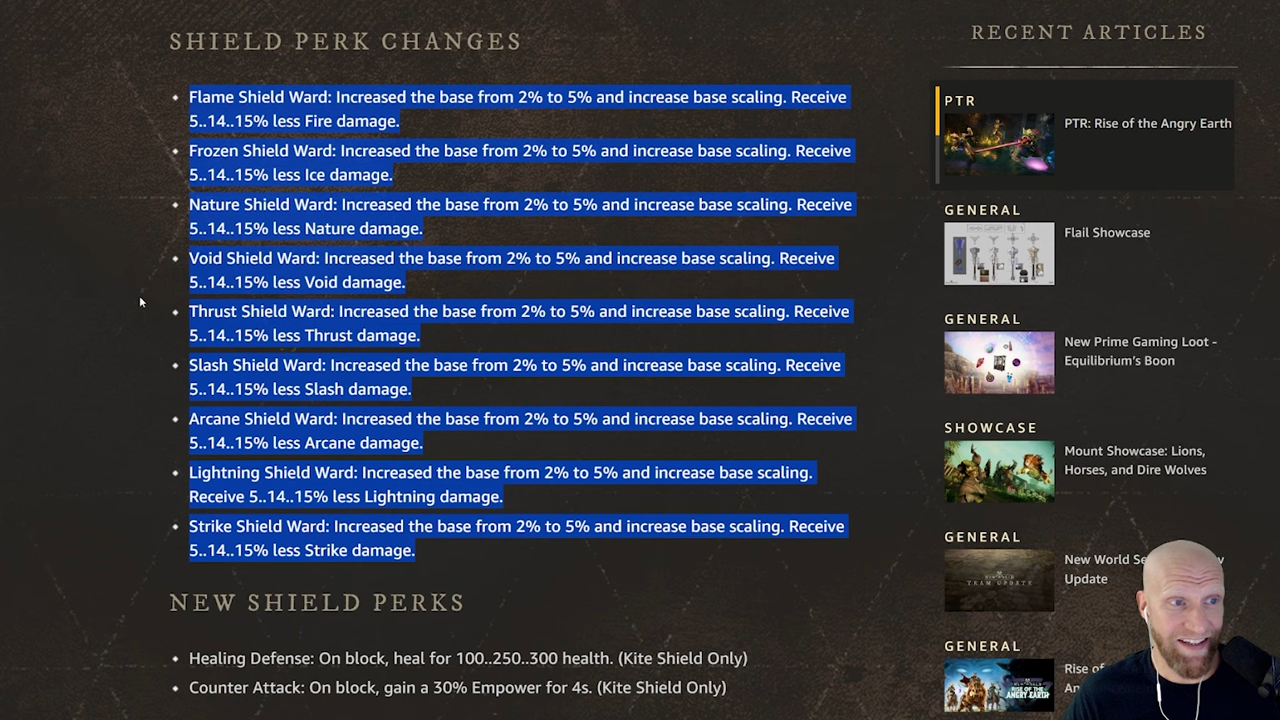 SHIELD PERK CHANGES
Flame Shield Ward: Increased the base from 2% to 5% and increase base scaling. Receive
5..14..15% less Fire damage.
Frozen Shield Ward: Increased the base from 2% to 5% and increase base scaling. Receive
5..14..15% less Ice damage.
Nature Shield Ward: Increased the base from 2% to 5% and increase base scaling. Receive
5..14..15% less Nature damage.
Void Shield Ward: Increased the base from 2% to 5% and increase base scaling. Receive
5..14..15% less Void damage.
Thrust Shield Ward: Increased the base from 2% to 5% and increase base scaling. Receive
5..14..15% less Thrust damage.
Slash Shield Ward: Increased the base from 2% to 5% and increase base scaling. Receive
5..14..15% less Slash damage.
Arcane Shield Ward: Increased the base from 2% to 5% and increase base scaling. Receive
5..14..15% less Arcane damage.
Lightning Shield Ward: Increased the base from 2% to 5% and increase base scaling.
Receive 5..14..15% less Lightning damage.
Strike Shield Ward: Increased the base from 2% to 5% and increase base scaling. Receive
5..14..15% less Strike damage.
NEW SHIELD PERKS
Healing Defense: On block, heal for 100..250..300 health. (Kite Shield Only)
Counter Attack: On block, gain a 30% Empower for 4s. (Kite Shield Only)
RECENT ARTICLES
PTR
PTR: Rise of the Angry Earth
GENERAL
Flail Showcase
GENERAL
New Prime Gaming Loot -
Equilibrium's Boon
SHOWCASE
Mount Showcase: Lions,
Horses, and Dire Wolves
GENERAL
TEAM UPDATE
New World
Update
GENERAL
RISE OF THE
ANGRY EARTH
Rise of